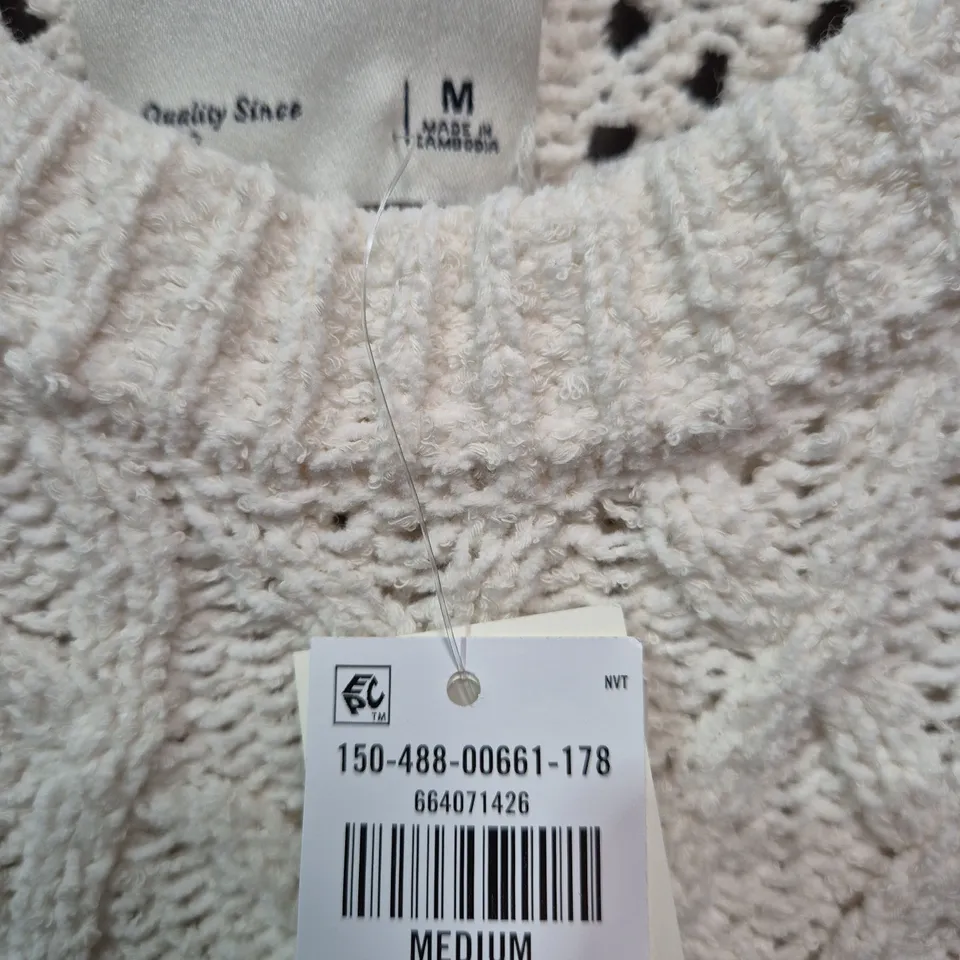 Quality Since
M
MADE IN
CAMBODIA
EPC
TM
NVT
150-488-00661-178
664071426
MEDIUM